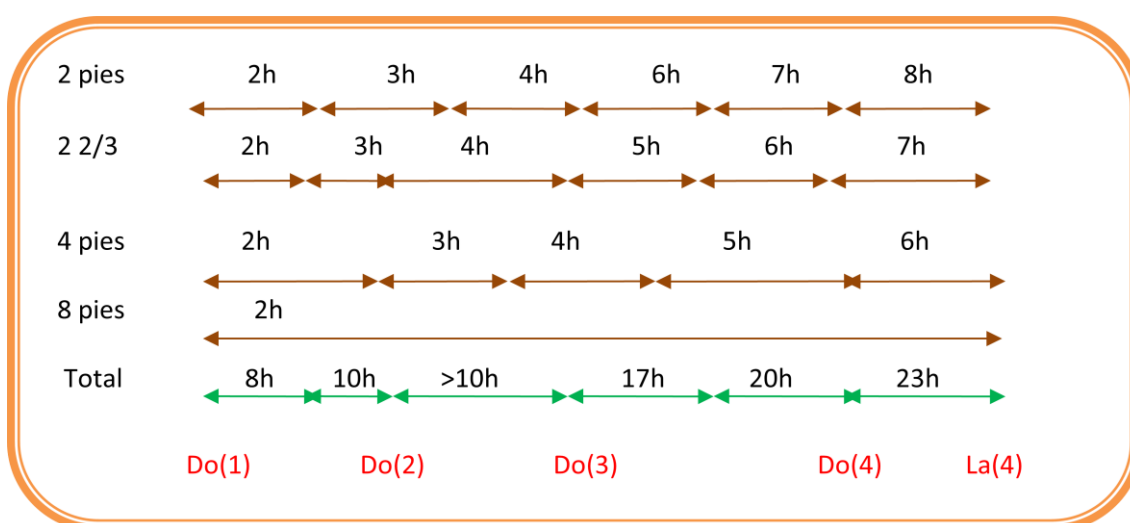 2 pies 2h 3h 4h 6h 7h 8h
2 2/3 2h 3h 4h 5h 6h 7h
4 pies 2h 3h 4h 5h 6h
8 pies 2h
Total 8h 10h >10h 17h 20h 23h
Do(1) Do(2) Do(3) Do(4) La(4)